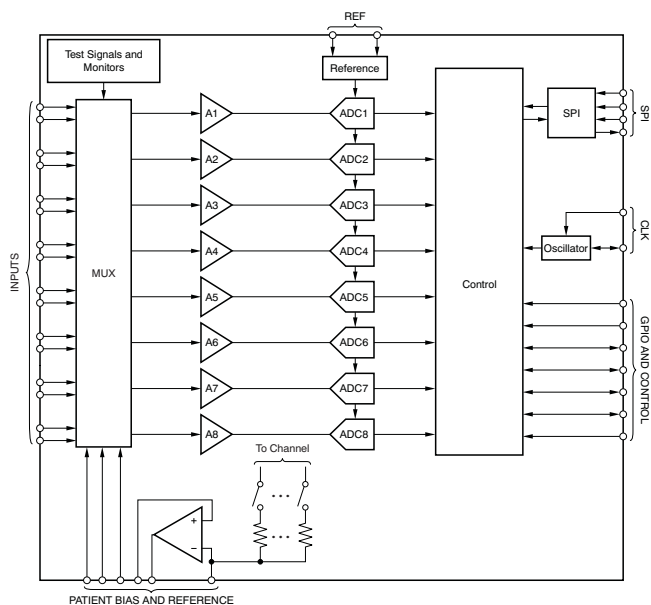 REF
Test Signals and
Monitors
Reference
A1
ADC1
SPI
SPI
A2
ADC2
A3
ADC3
CLK
A4
ADC4
Oscillator
INPUTS
MUX
Control
A5
ADC5
A6
ADC6
GPIO AND CONTROL
A7
ADC7
A8
ADC8
To Channel
+
−
PATIENT BIAS AND REFERENCE